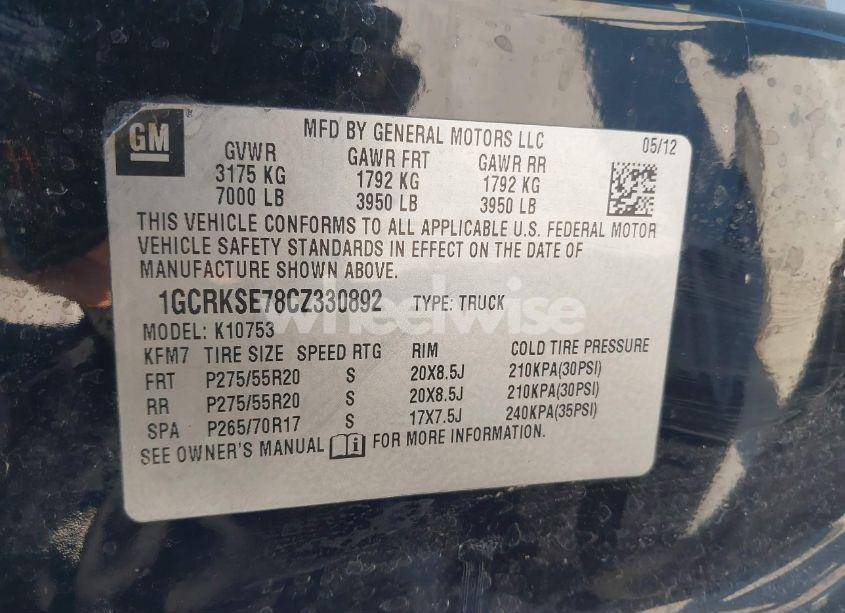 GM
MFD BY GENERAL MOTORS LLC
05/12
GVWR GAWR FRT GAWR RR
3175 KG 1792 KG 1792 KG
7000 LB 3950 LB 3950 LB
THIS VEHICLE CONFORMS TO ALL APPLICABLE U.S. FEDERAL MOTOR
VEHICLE SAFETY STANDARDS IN EFFECT ON THE DATE OF
MANUFACTURE SHOWN ABOVE.
1GCRKSE78CZ330892 TYPE: TRUCK
wheelwise
MODEL: K10753
KFM7 TIRE SIZE SPEED RTG RIM COLD TIRE PRESSURE
FRT P275/55R20 S 20X8.5J 210KPA(30PSI)
RR P275/55R20 S 20X8.5J 210KPA(30PSI)
SPA P265/70R17 S 17X7.5J 240KPA(35PSI)
SEE OWNER'S MANUAL i FOR MORE INFORMATION.